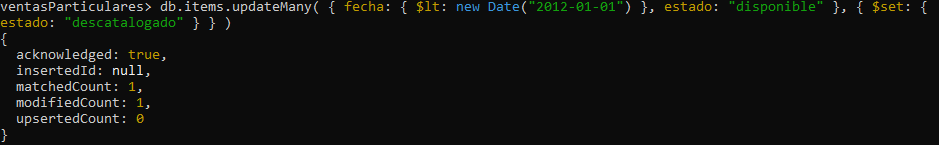 ventasParticulares> db.items.updateMany( { fecha: { $lt: new Date("2012-01-01") }, estado: "disponible" }, { $set: {
estado: "descatalogado" } } )
{
  acknowledged: true,
  insertedId: null,
  matchedCount: 1,
  modifiedCount: 1,
  upsertedCount: 0
}